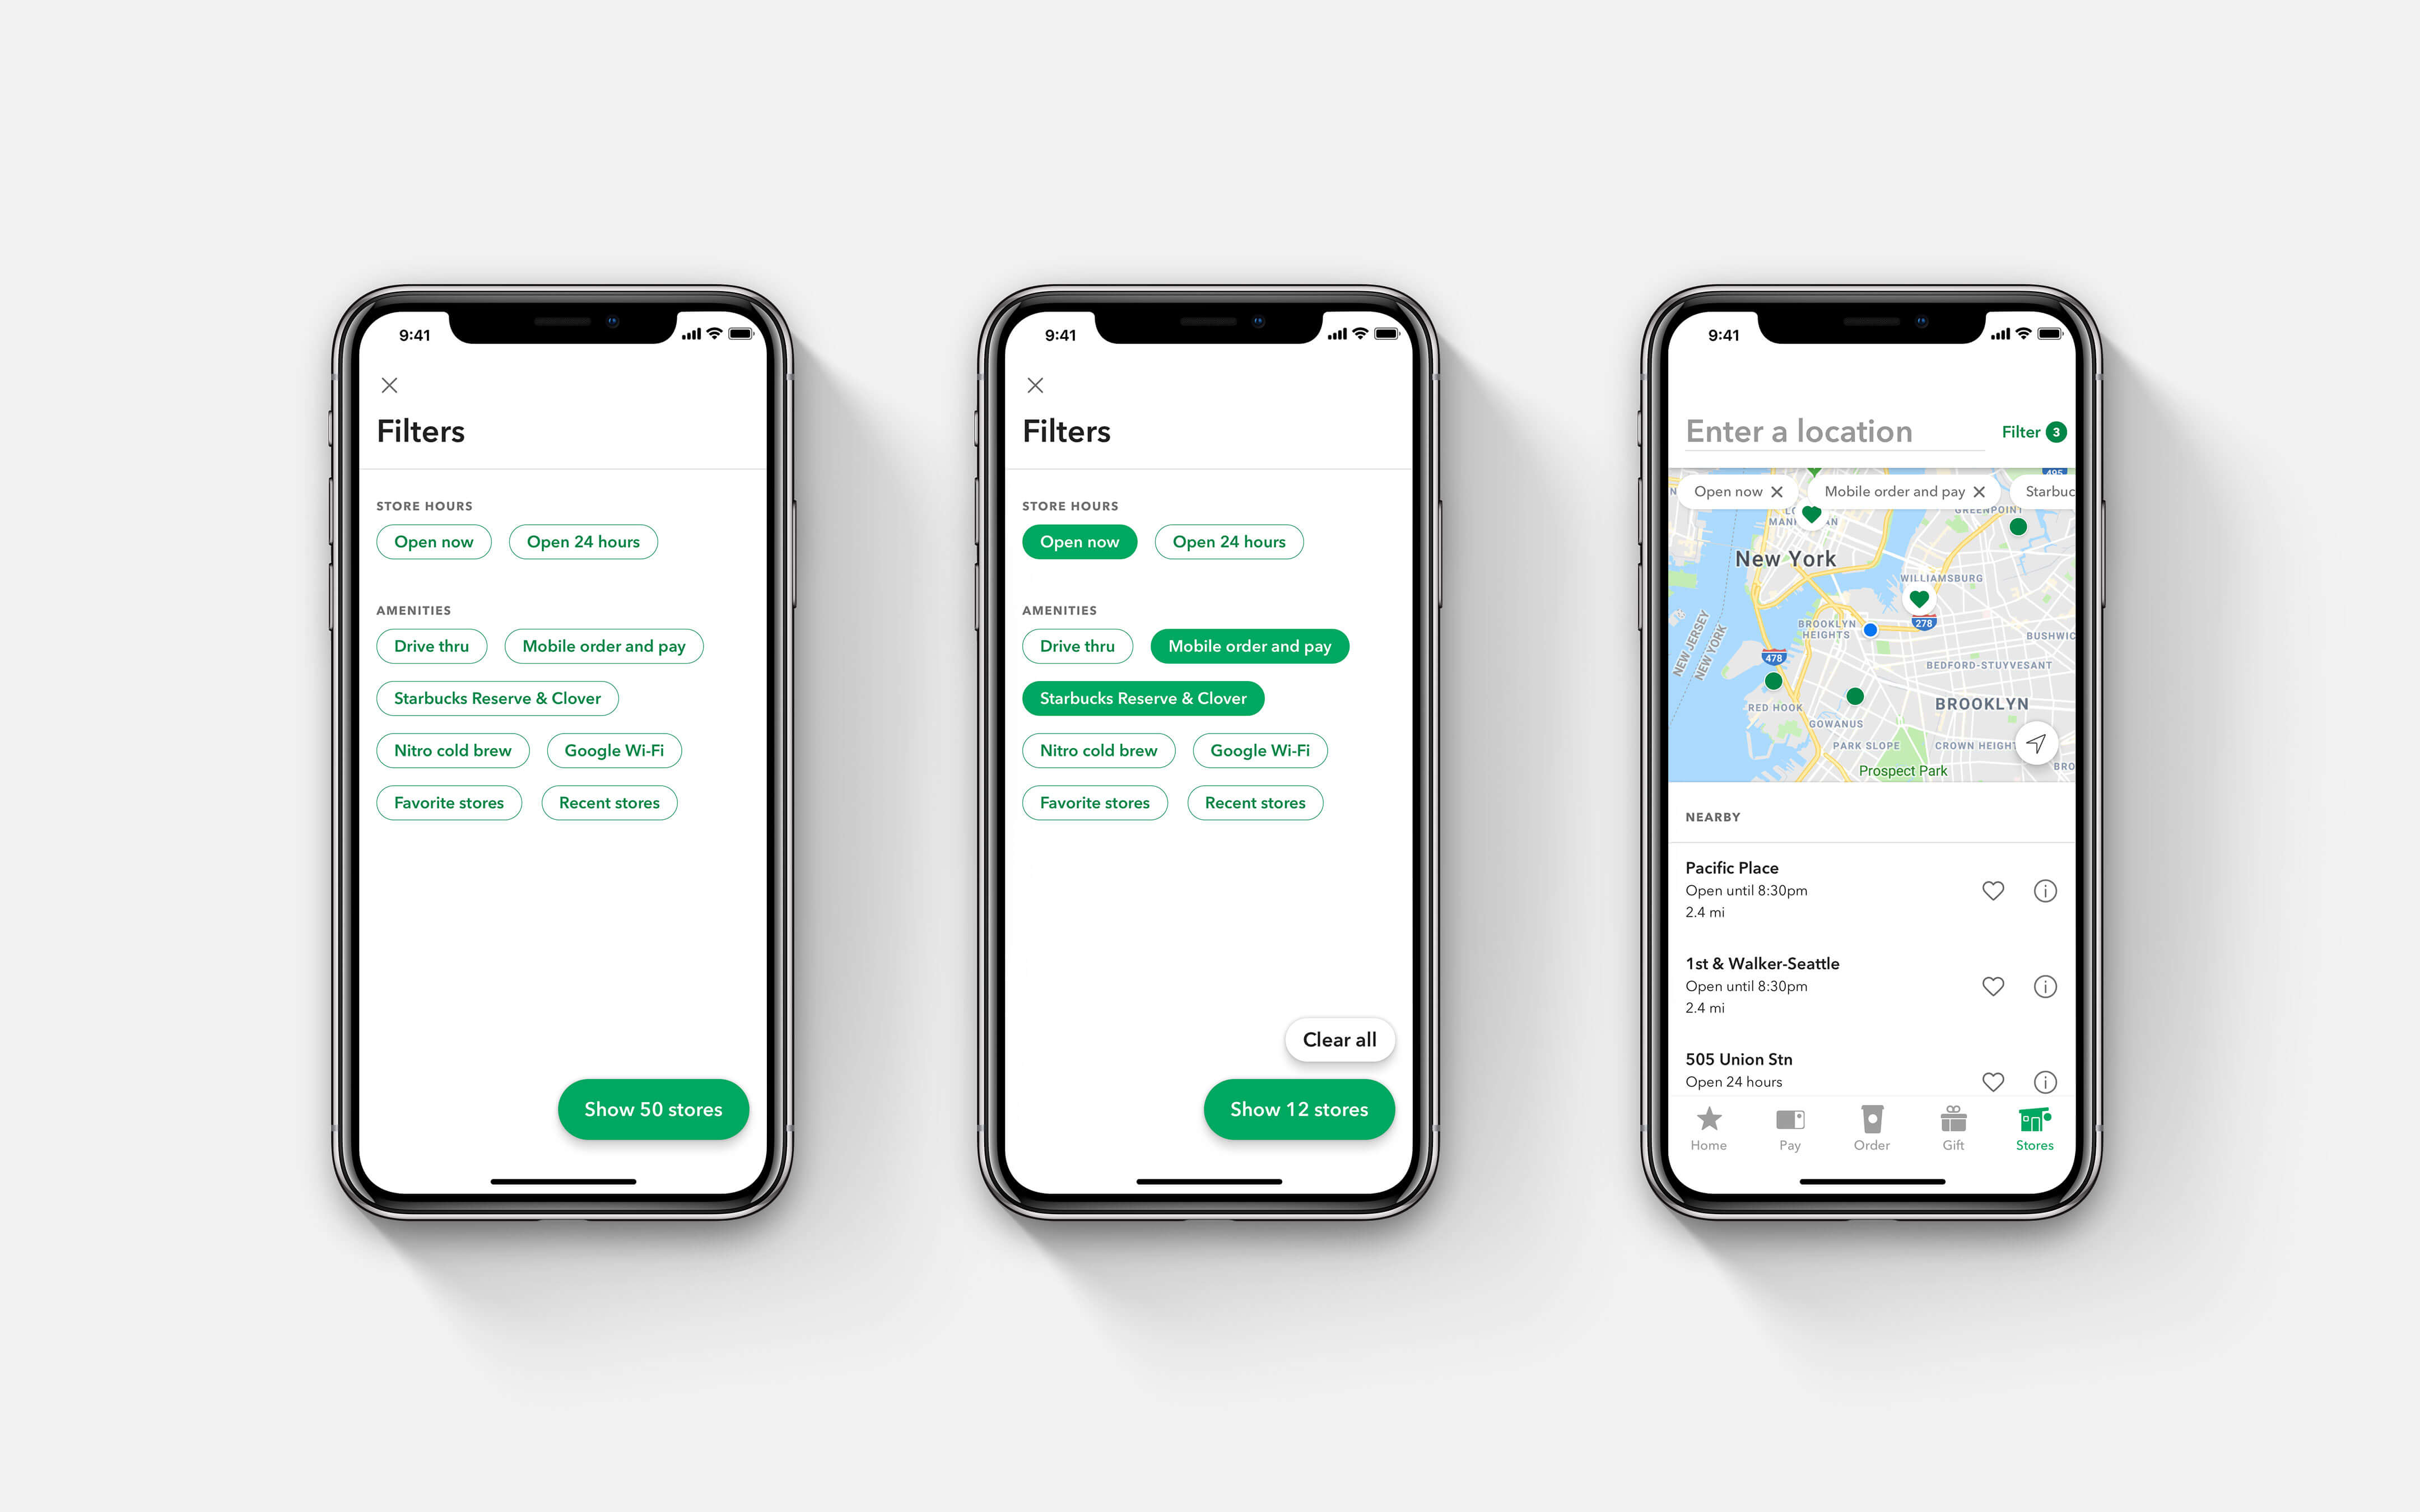 9:41
Filters
STORE HOURS
Open now
Open 24 hours
AMENITIES
Drive thru
Mobile order and pay
Starbucks Reserve & Clover
Nitro cold brew
Google Wi-Fi
Favorite stores
Recent stores
Show 50 stores
9:41
Filters
STORE HOURS
Open now
Open 24 hours
AMENITIES
Drive thru
Mobile order and pay
Starbucks Reserve & Clover
Nitro cold brew
Google Wi-Fi
Favorite stores
Recent stores
Clear all
Show 12 stores
9:41
Enter a location
Filter 3
495
Open now
Mobile order and pay
Starbuc
GREENPOINT
New York
WILLIAMSBURG
278
BROOKLYN
HEIGHTS
BUSHWIC
NEW JERSEY
NEW YORK
478
BEDFORD-STUYVESANT
RED HOOK
BROOKLYN
GOWANUS
PARK SLOPE
CROWN HEIGHT
BRO
Prospect Park
NEARBY
Pacific Place
Open until 8:30pm
2.4 mi
1st & Walker-Seattle
Open until 8:30pm
2.4 mi
505 Union Stn
Open 24 hours
Home
Pay
Order
Gift
Stores